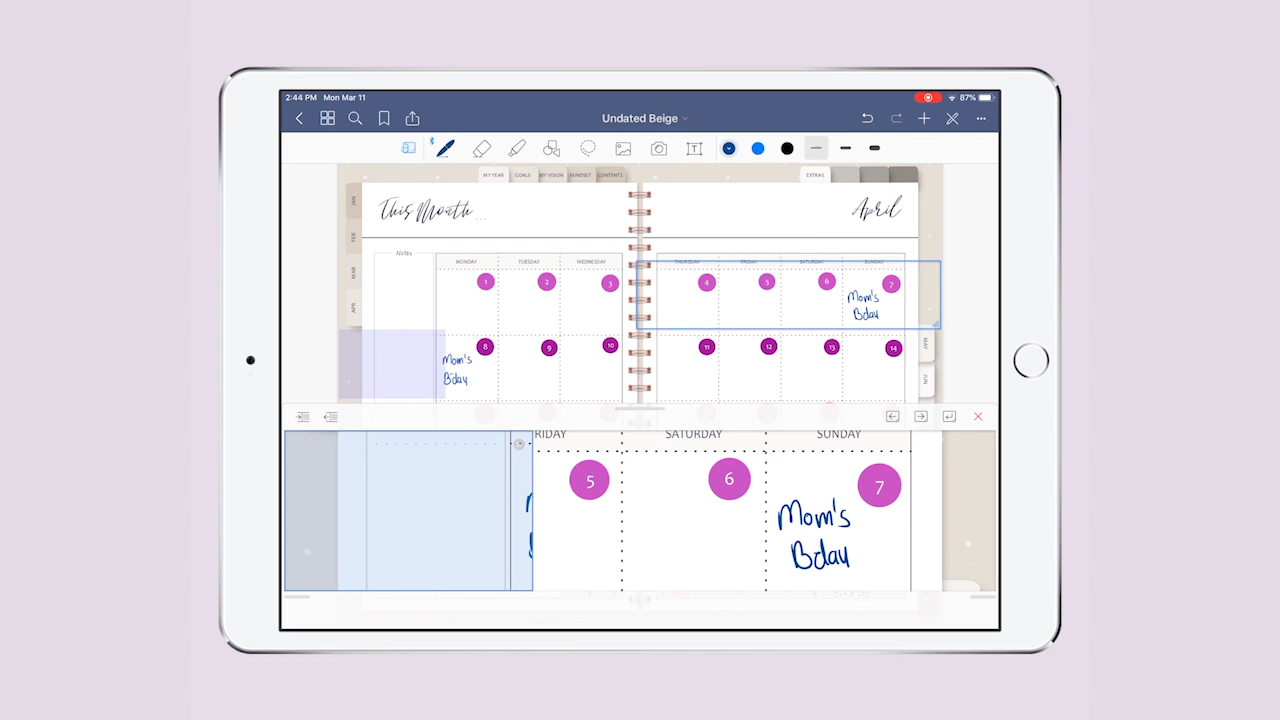 2:44 PM Mon Mar 11
87%
Undated Beige
T
MY YEAR GOALS MY VISION MINDSET CONTENTS
EXTRAS
JAN
FEB
MAR
APR
MAY
JUN
This Month...
April
Notes
MONDAY TUESDAY WEDNESDAY THURSDAY FRIDAY SATURDAY SUNDAY
1 2 3 4 5 6 7
Mom's
Bday
8 9 10 11 12 13 14
Mom's
B'day
RIDAY SATURDAY SUNDAY
5 6 7
Mom's
Bday